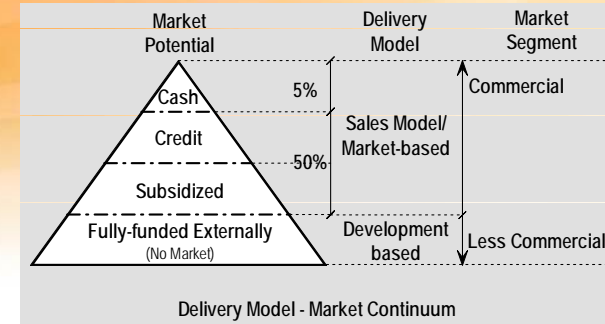 Market
Potential
Delivery
Model
Market
Segment
Cash
5%
Commercial
Credit
50%
Sales Model/
Market-based
Subsidized
Fully-funded Externally
(No Market)
Development
based
Less Commercial
Delivery Model - Market Continuum